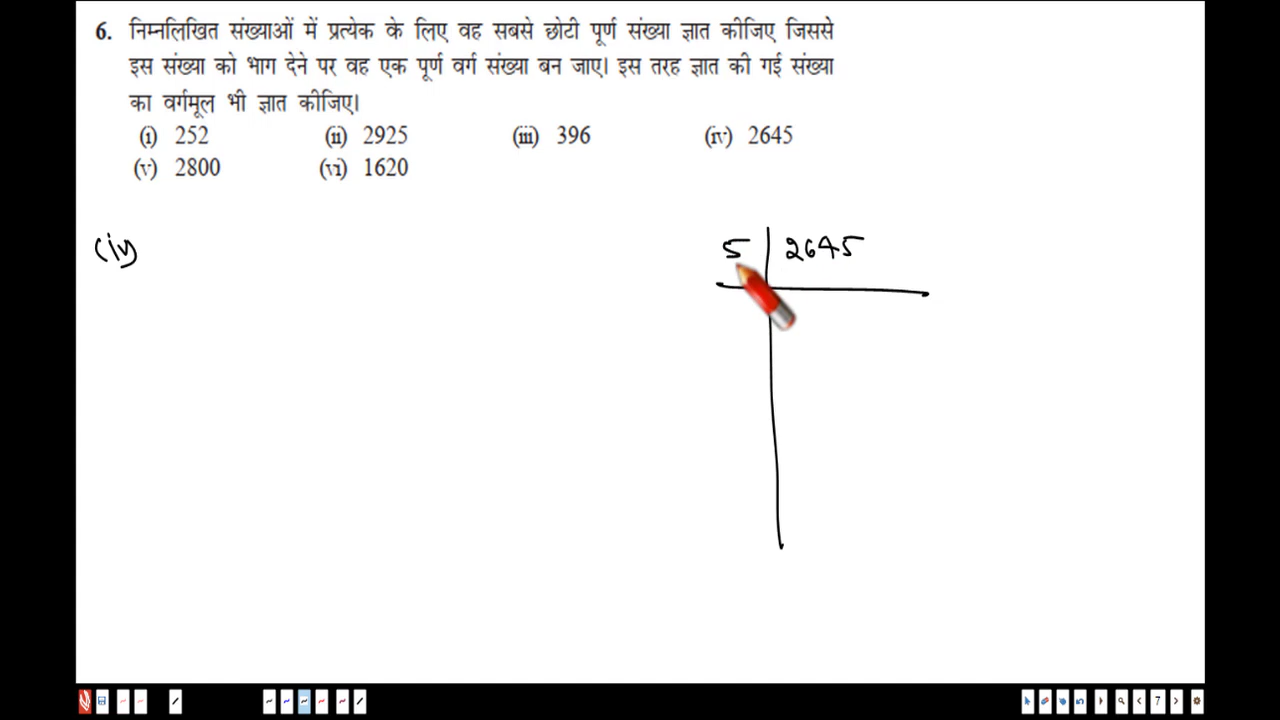 6. निम्नलिखित संख्याओं में प्रत्येक के लिए वह सबसे छोटी पूर्ण संख्या ज्ञात कीजिए जिससे
इस संख्या को भाग देने पर वह एक पूर्ण वर्ग संख्या बन जाए। इस तरह ज्ञात की गई संख्या
का वर्गमूल भी ज्ञात कीजिए।
(i) 252 (ii) 2925 (iii) 396 (iv) 2645
(v) 2800 (vi) 1620
(iv) 5 2645
7